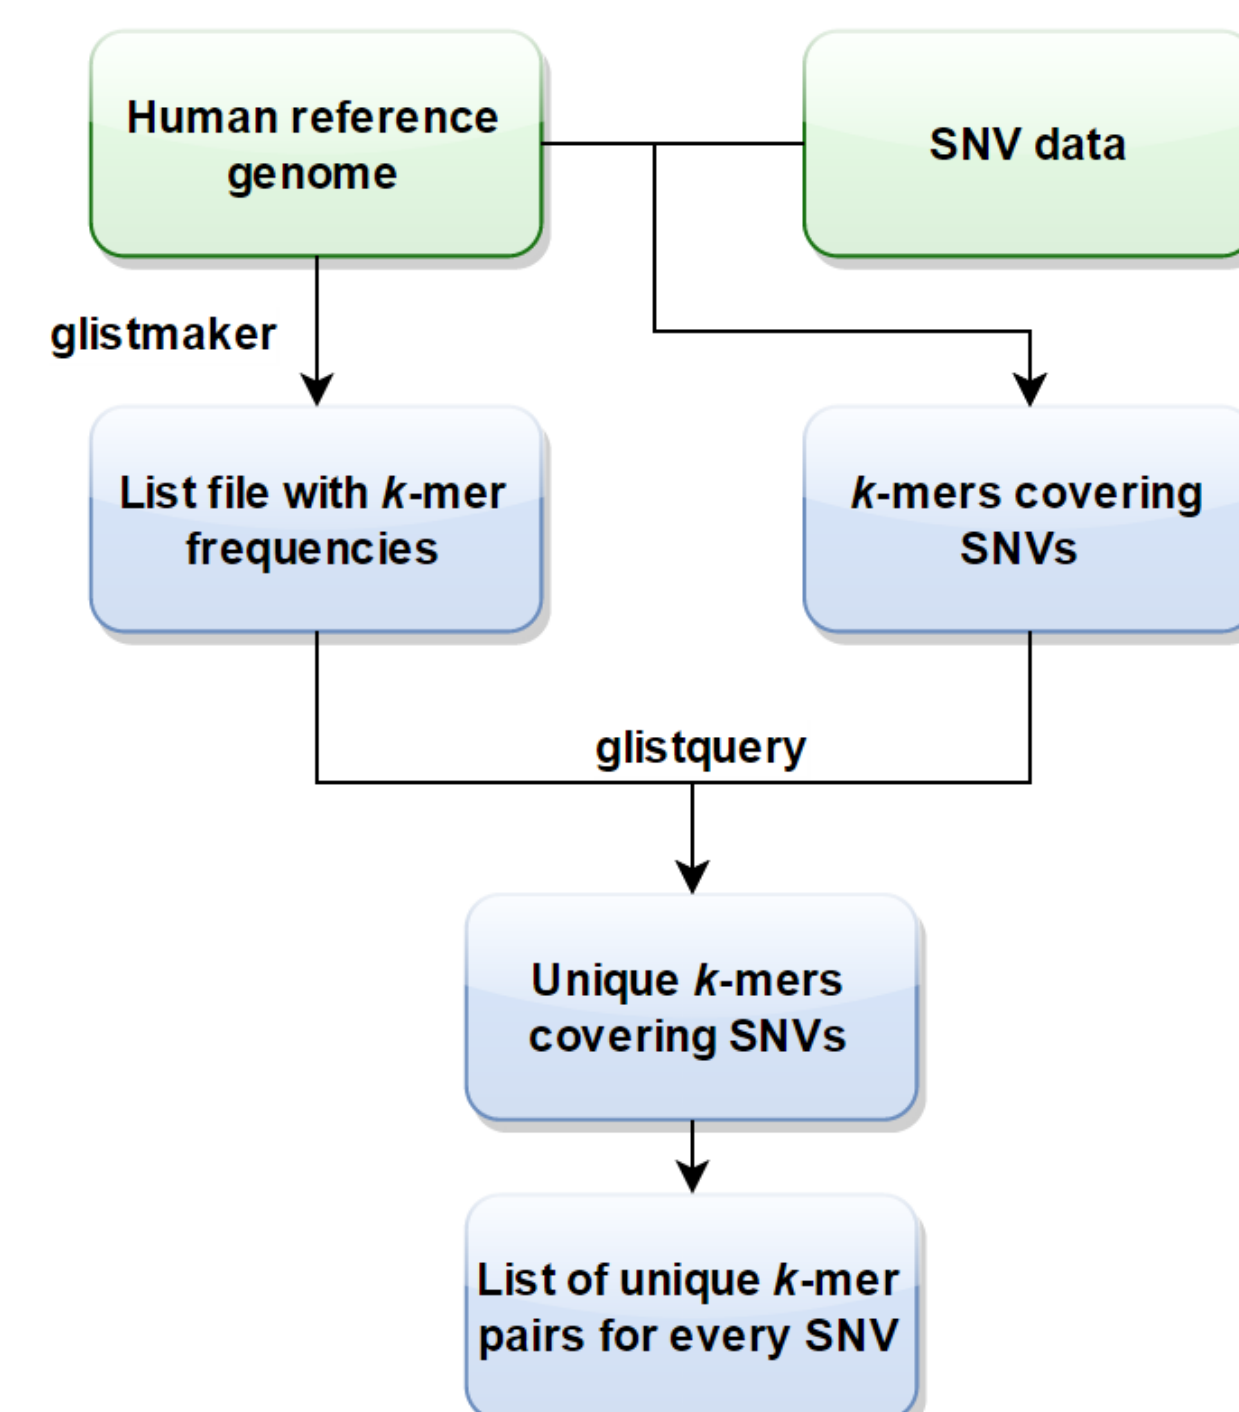 Human reference
genome
SNV data
glistmaker
List file with k-mer
frequencies
k-mers covering
SNVs
glistquery
Unique k-mers
covering SNVs
List of unique k-mer
pairs for every SNV